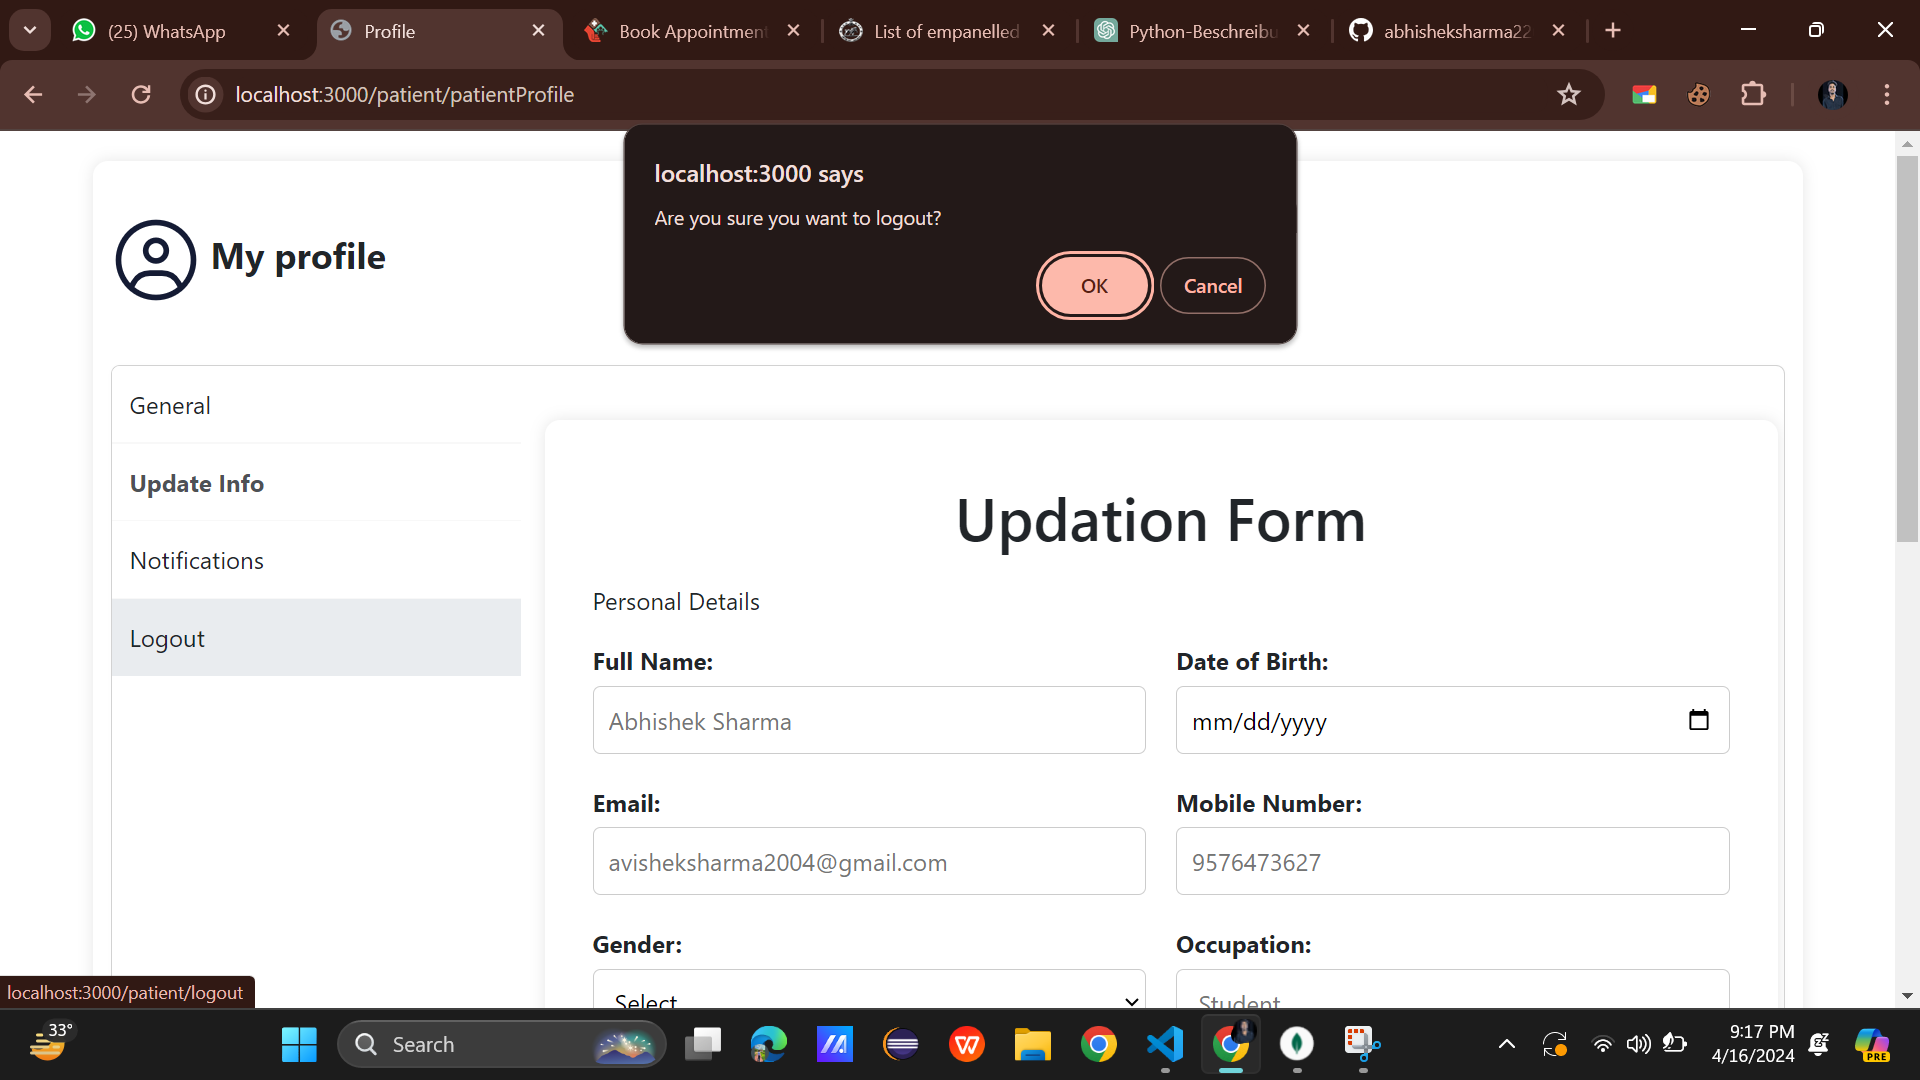 (25) WhatsApp
Profile
Book Appointment
List of empanelled
Python-Beschreibu
abhisheksharma22
localhost:3000/patient/patientProfile
localhost:3000 says
Are you sure you want to logout?
OK
Cancel
My profile
General
Update Info
Notifications
Logout
Updation Form
Personal Details
Full Name:
Date of Birth:
Abhishek Sharma
mm/dd/yyyy
Email:
Mobile Number:
avisheksharma2004@gmail.com
9576473627
Gender:
Occupation:
Select
Student
localhost:3000/patient/logout
33°
Search
9:17 PM
4/16/2024
PRE